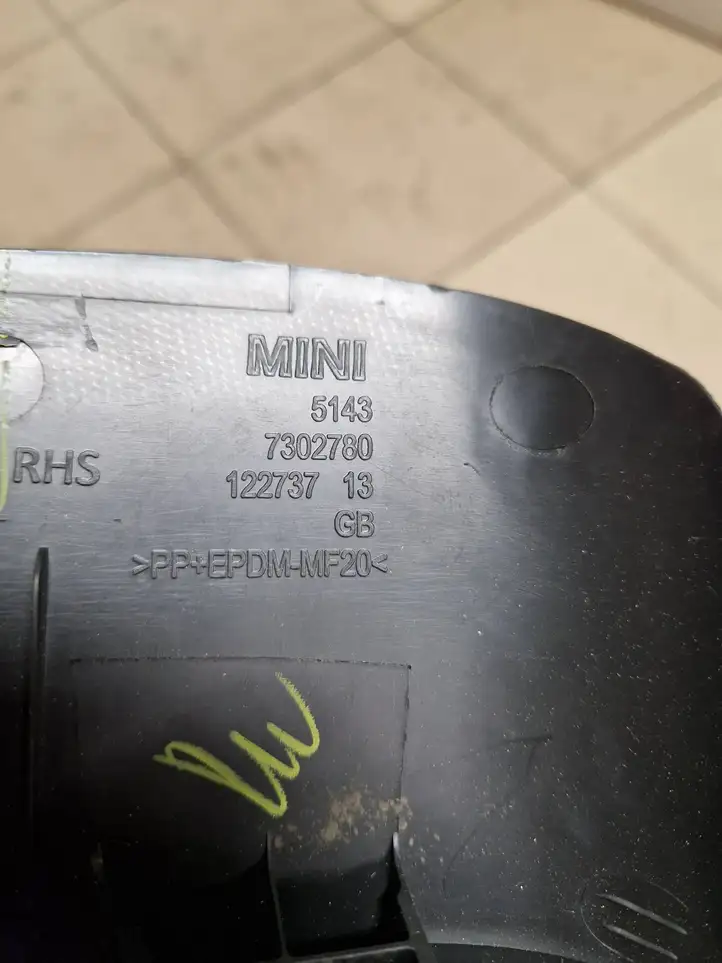 MINI
5143
7302780
RHS
122737 13
GB
>PP+EPDM-MF20<